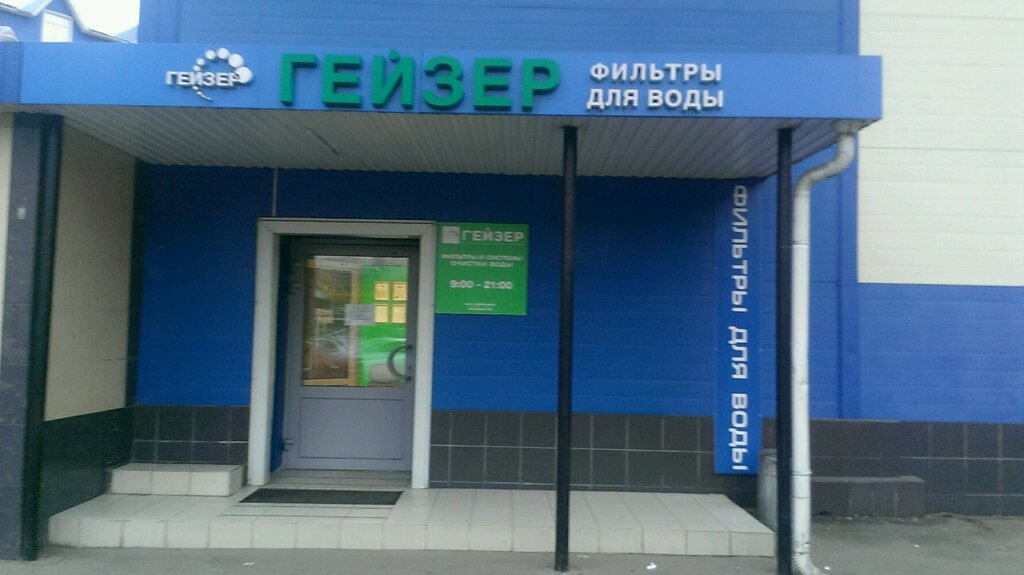 ГЕЙЗЕР
ГЕЙЗЕР
ФИЛЬТРЫ
ДЛЯ ВОДЫ
ГЕЙЗЕР
ФИЛЬТРЫ И СИСТЕМЫ
ОЧИСТКИ ВОДЫ
9:00 - 21:00
ФИЛЬТРЫ ДЛЯ ВОДЫ